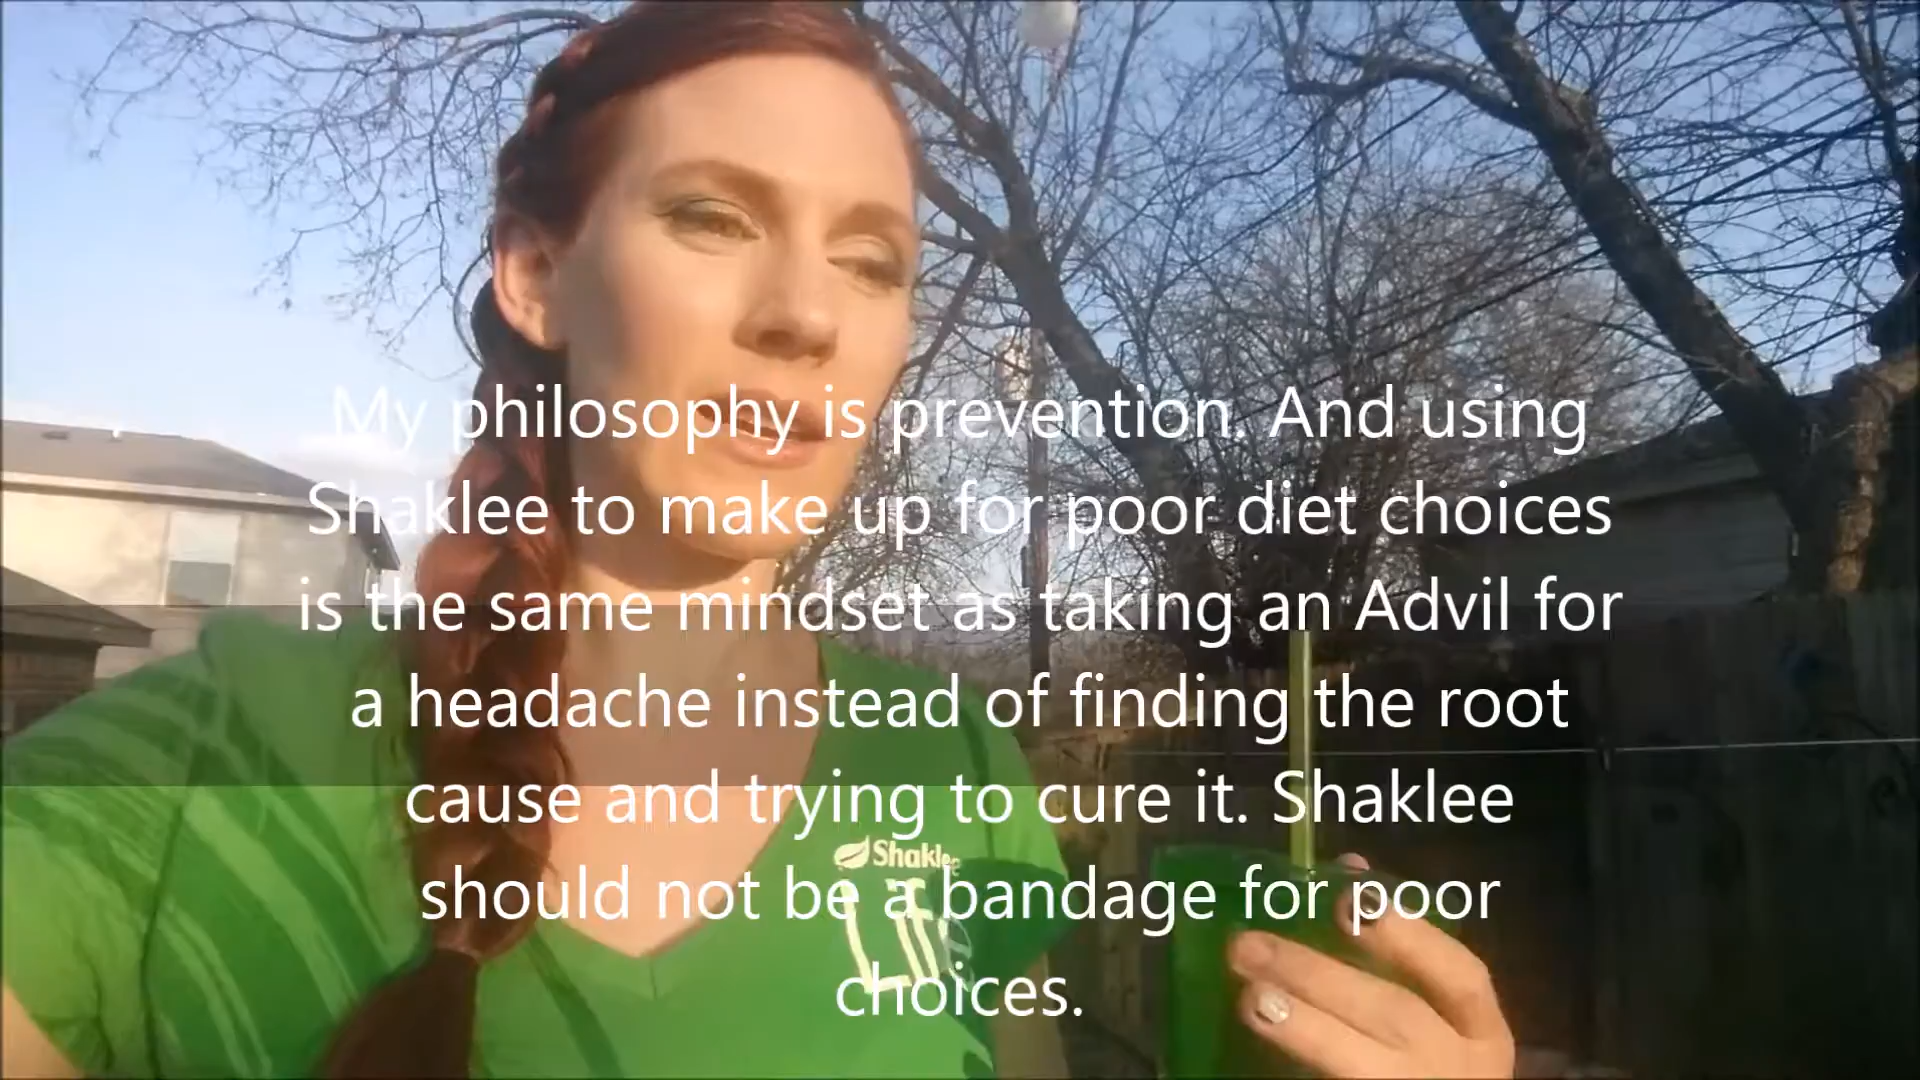 My philosophy is prevention. And using
Shaklee to make up for poor diet choices
is the same mindset as taking an Advil for
a headache instead of finding the root
cause and trying to cure it. Shaklee
should not be a bandage for poor
choices.
Shaklee
Life